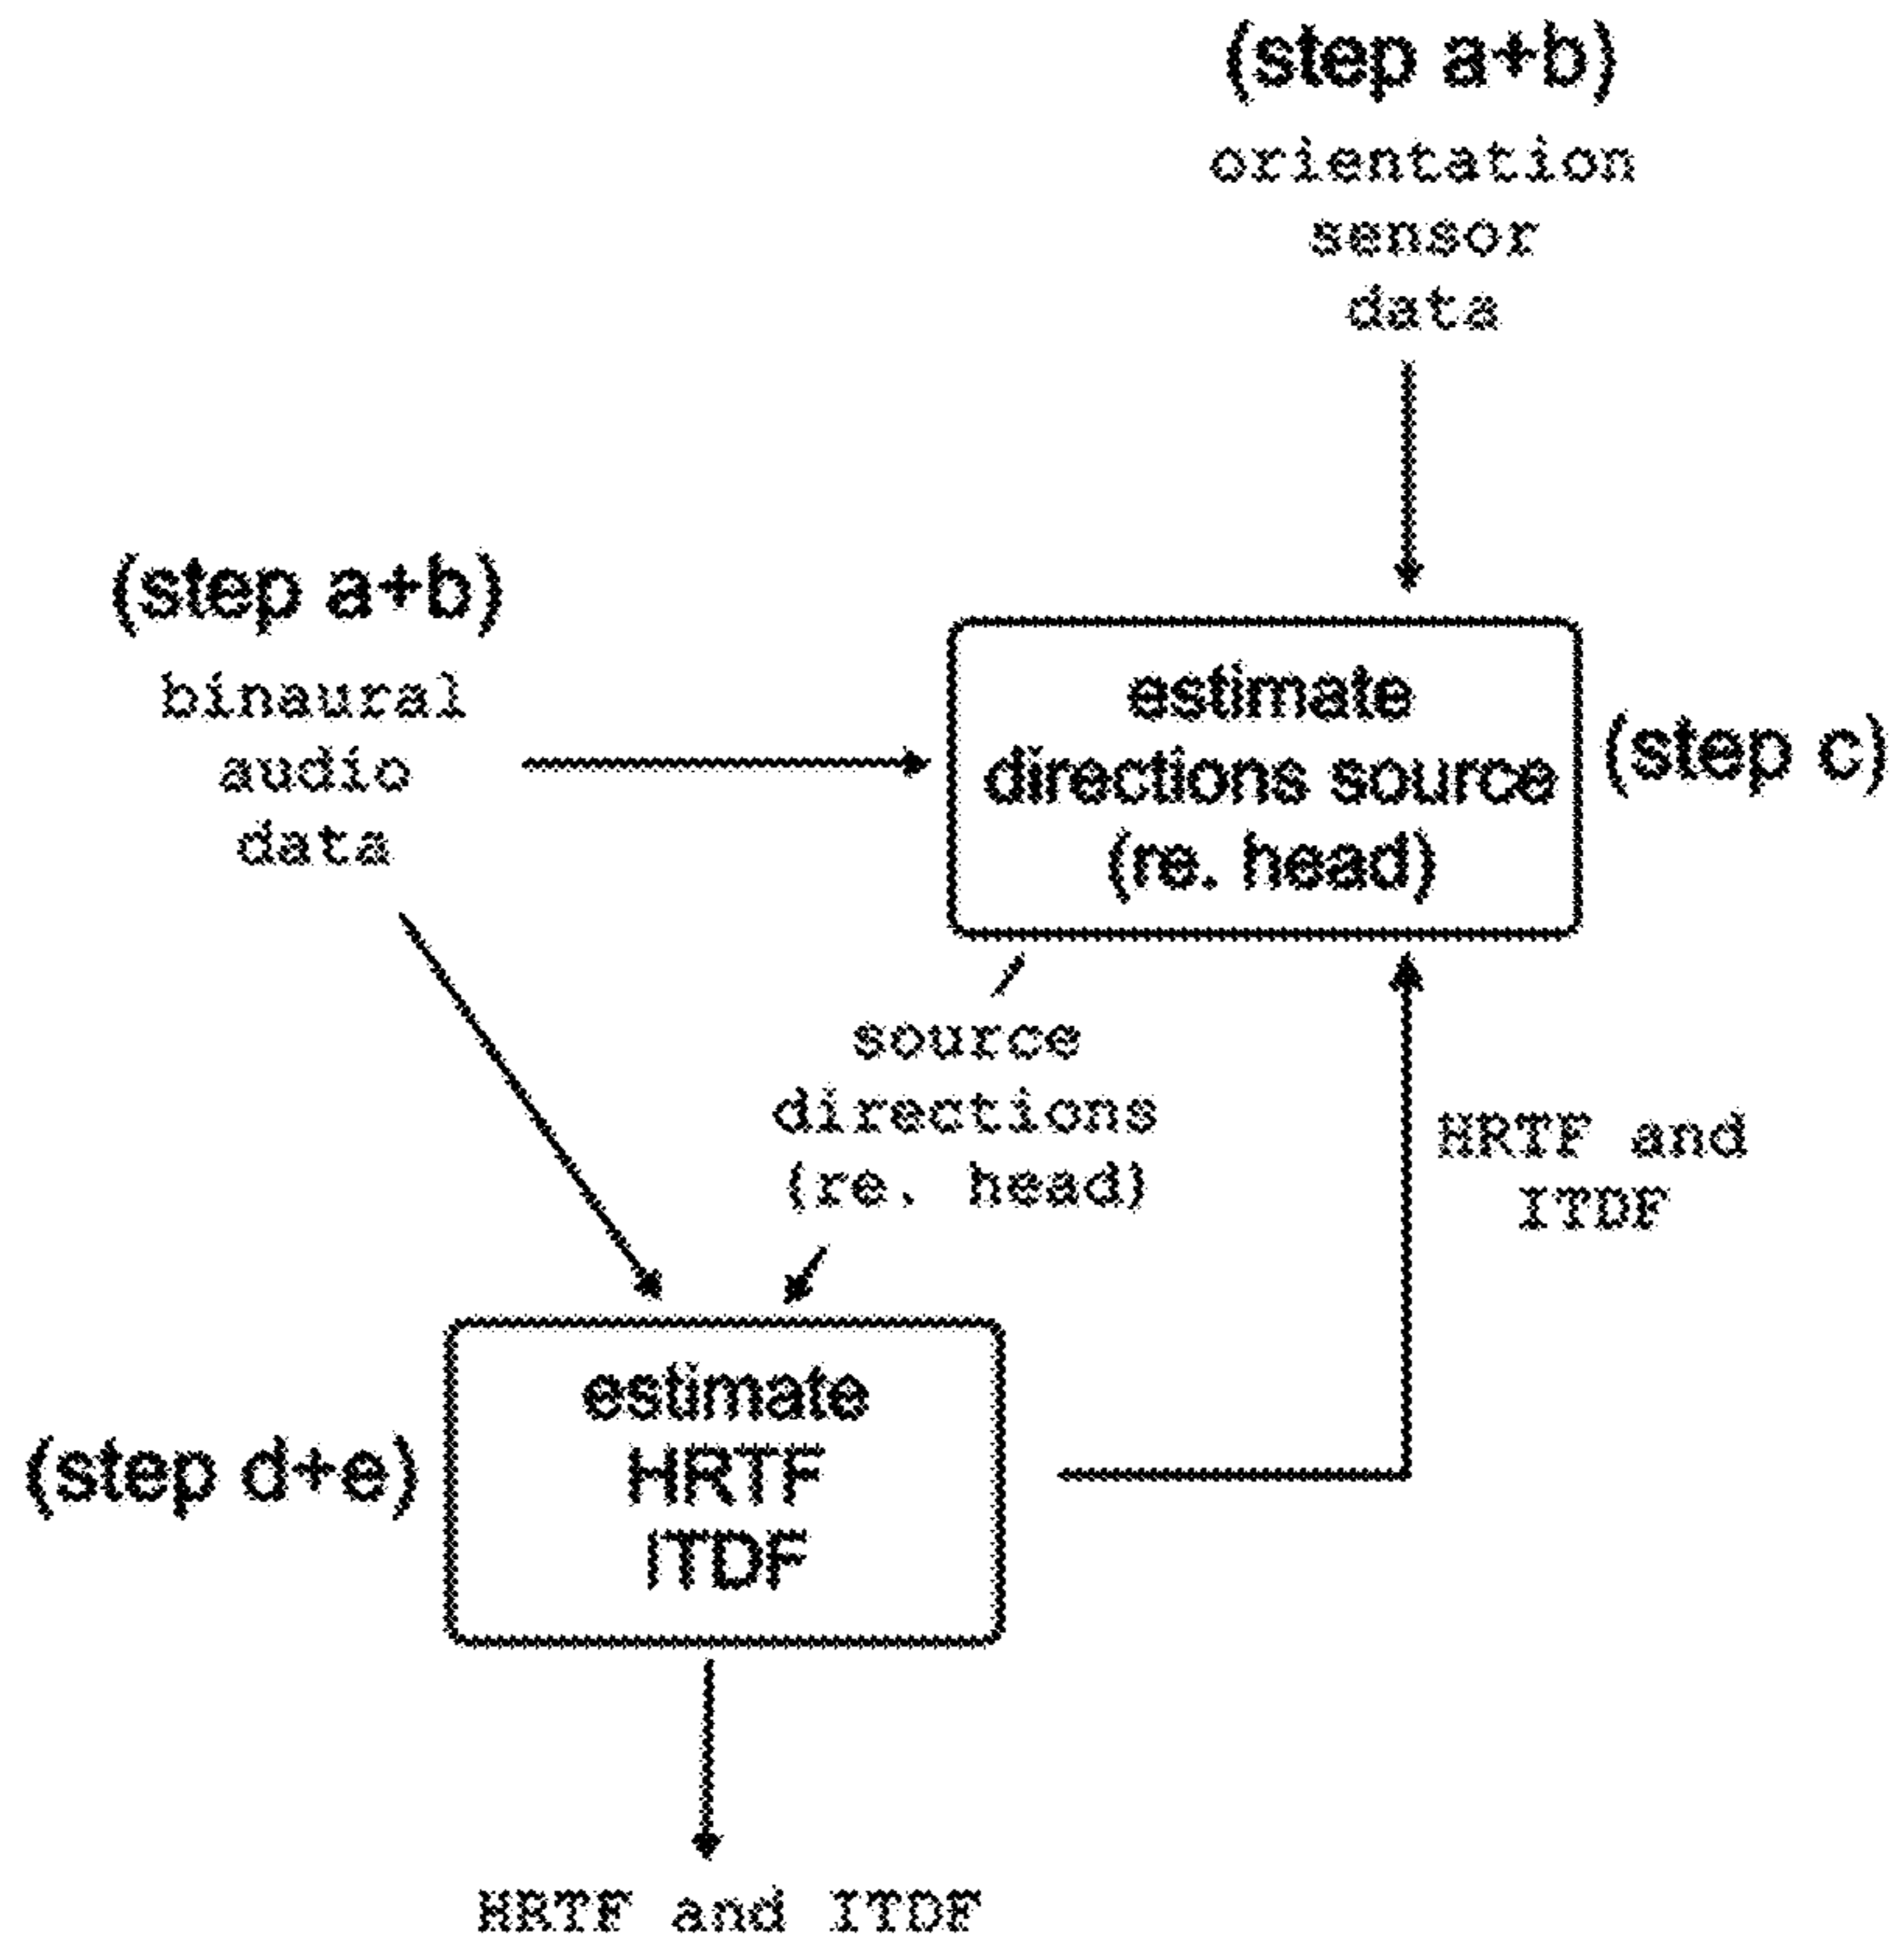 (step a+b)
orientation
sensor
data
(step a+b)
binaural
audio
data
estimate
directions source
(re. head)
(step c)
source
directions
(re. head)
HRTF and
ITDF
(step d+e)
estimate
HRTF
ITDF
HRTF and ITDF